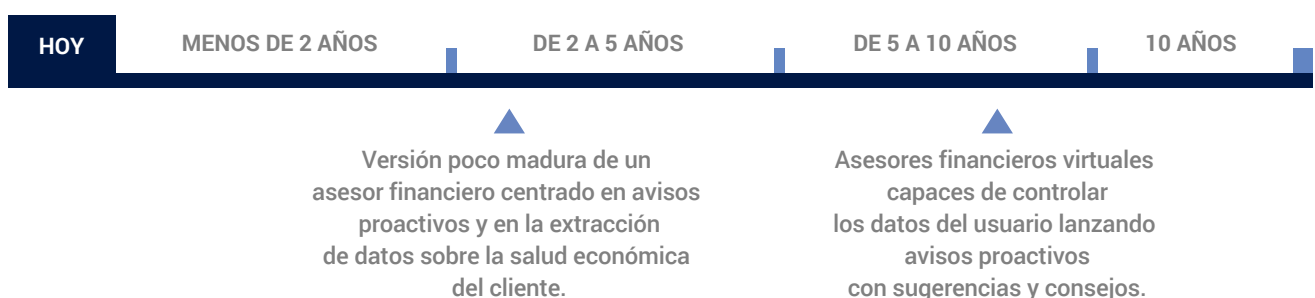 HOY
MENOS DE 2 AÑOS
DE 2 A 5 AÑOS
DE 5 A 10 AÑOS
10 AÑOS
Versión poco madura de un
asesor financiero centrado en avisos
proactivos y en la extracción
de datos sobre la salud económica
del cliente.
Asesores financieros virtuales
capaces de controlar
los datos del usuario lanzando
avisos proactivos
con sugerencias y consejos.